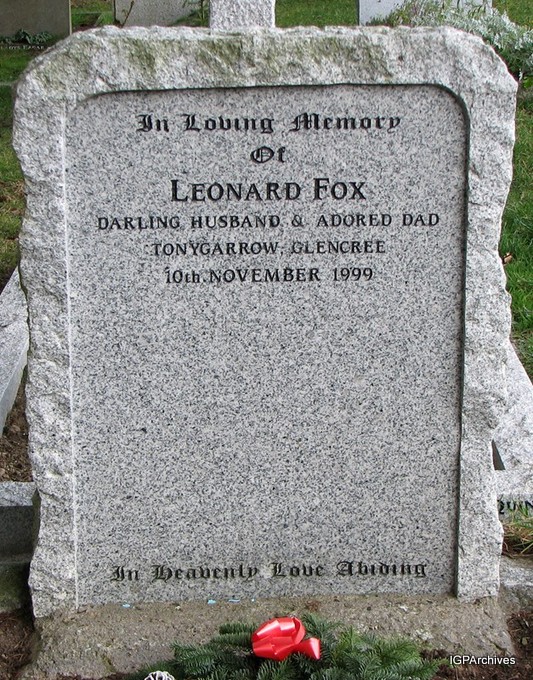 In Loving Memory
Of
LEONARD FOX
DARLING HUSBAND & ADORED DAD
TONYGARROW, GLENCREE
10th. NOVEMBER 1999
In Heavenly Love Abiding
IGPArchives